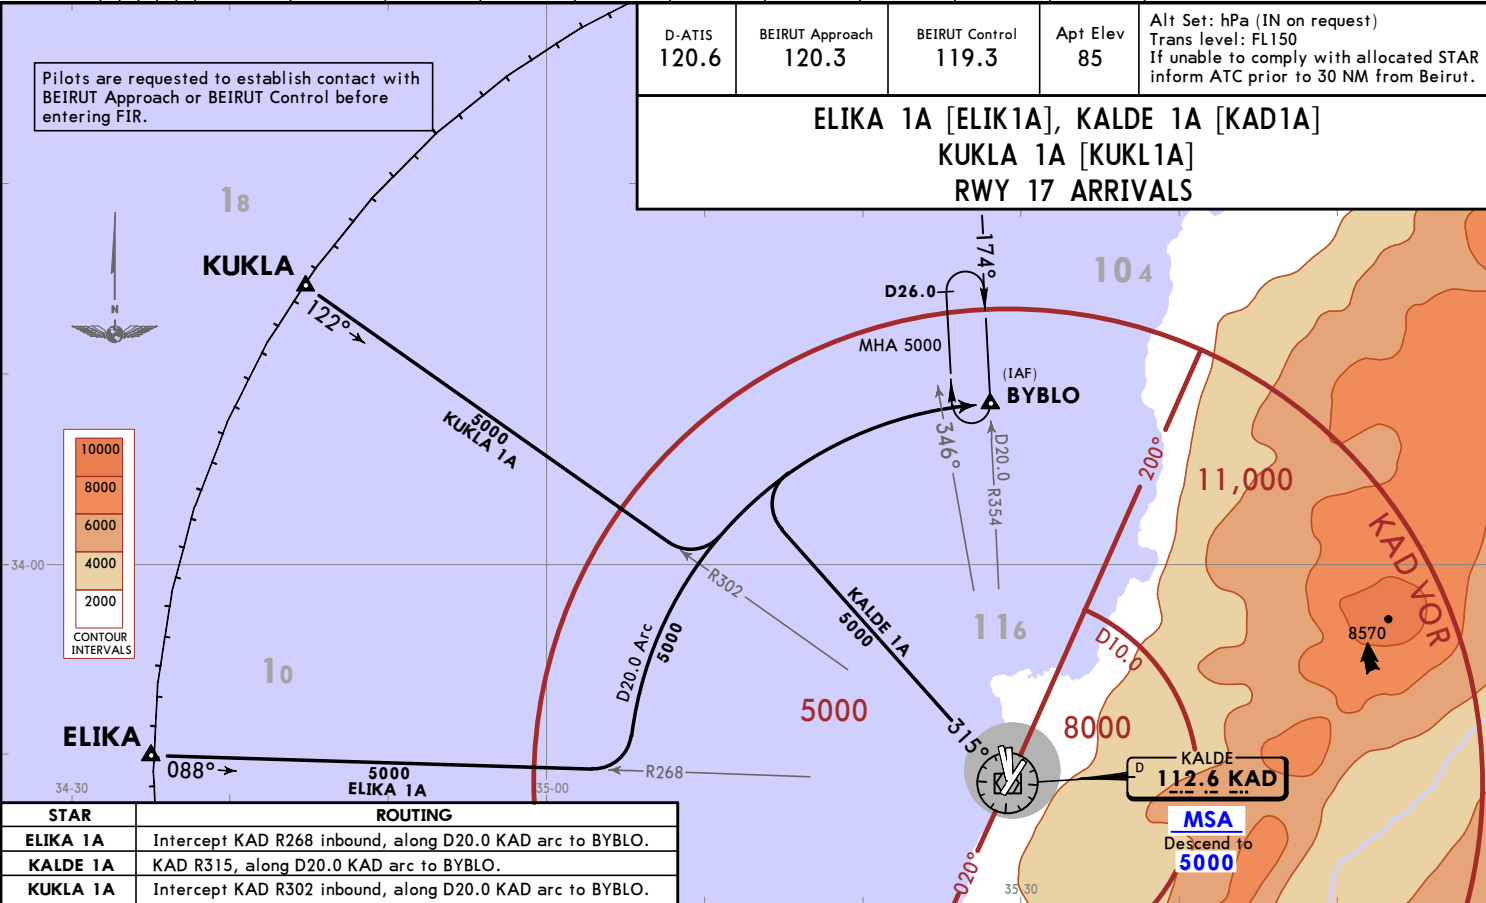 D-ATIS
120.6
BEIRUT Approach
120.3
BEIRUT Control
119.3
Apt Elev
85
Alt Set: hPa (IN on request)
Trans level: FL150
If unable to comply with allocated STAR
inform ATC prior to 30 NM from Beirut.
Pilots are requested to establish contact with
BEIRUT Approach or BEIRUT Control before
entering FIR.
ELIKA 1A [ELIK1A], KALDE 1A [KAD1A]
KUKLA 1A [KUKL1A]
RWY 17 ARRIVALS
18
KUKLA
122°
N
174°
104
D26.0
MHA 5000
(IAF)
BYBLO
346°
D20.0
R354
5000
KUKLA 1A
200°
11,000
KAD VOR
10000
8000
6000
4000
2000
CONTOUR
INTERVALS
34-00
R302
KALDE 1A
5000
116
D10.0
8570
D20.0 Arc
5000
10
5000
8000
315°
ELIKA
088°
5000
ELIKA 1A
R268
34-30
35-00
KALDE
D
112.6 KAD
MSA
Descend to
5000
020°
35-30
STAR ROUTING
ELIKA 1A Intercept KAD R268 inbound, along D20.0 KAD arc to BYBLO.
KALDE 1A KAD R315, along D20.0 KAD arc to BYBLO.
KUKLA 1A Intercept KAD R302 inbound, along D20.0 KAD arc to BYBLO.